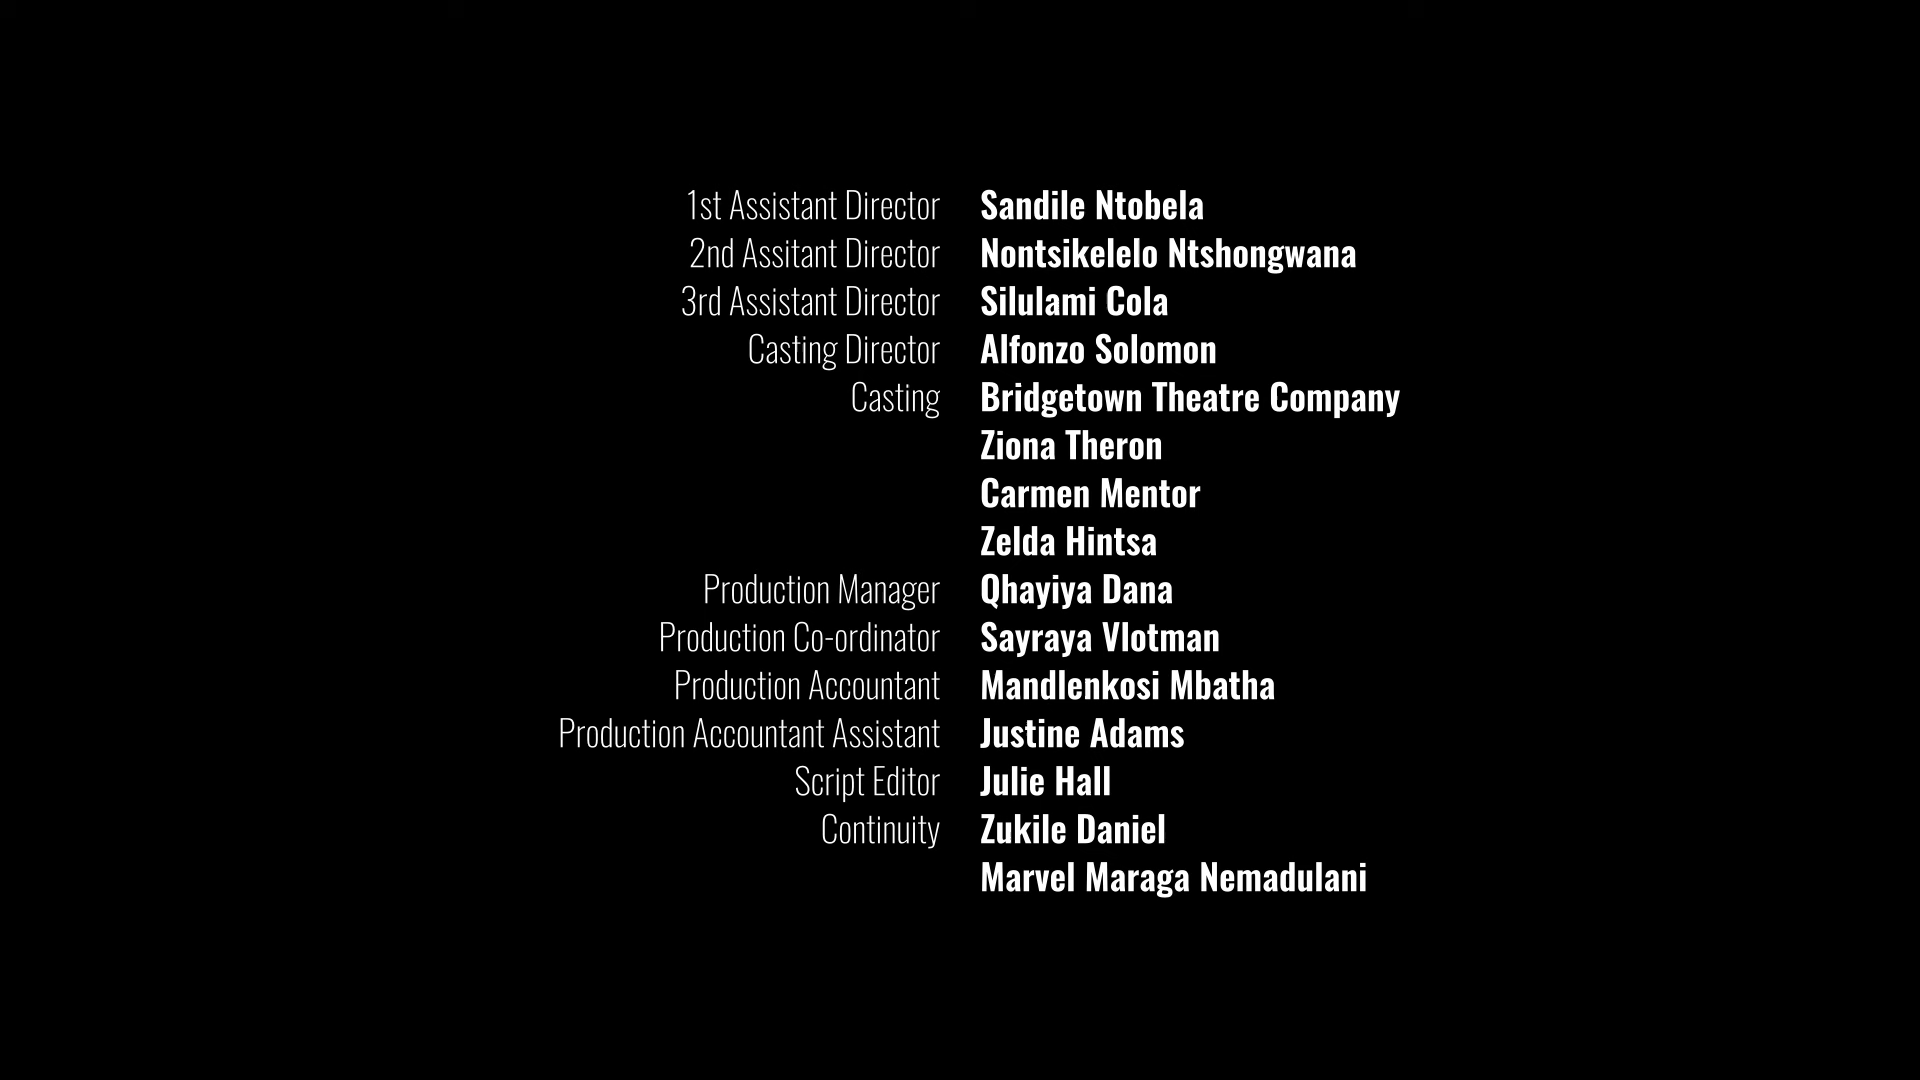 1st Assistant Director Sandile Ntobela
2nd Assitant Director Nontsikelelo Ntshongwana
3rd Assistant Director Silulami Cola
Casting Director Alfonzo Solomon
Casting Bridgetown Theatre Company
Ziona Theron
Carmen Mentor
Zelda Hintsa
Production Manager Qhayiya Dana
Production Co-ordinator Sayraya Vlotman
Production Accountant Mandlenkosi Mbatha
Production Accountant Assistant Justine Adams
Script Editor Julie Hall
Continuity Zukile Daniel
Marvel Maraga Nemadulani